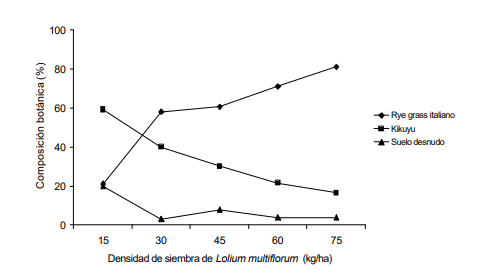 Composición botánica (%)
100
80
60
40
20
0
15 30 45 60 75
Densidad de siembra de Lolium multiflorum (kg/ha)
Rye grass italiano
Kikuyu
Suelo desnudo